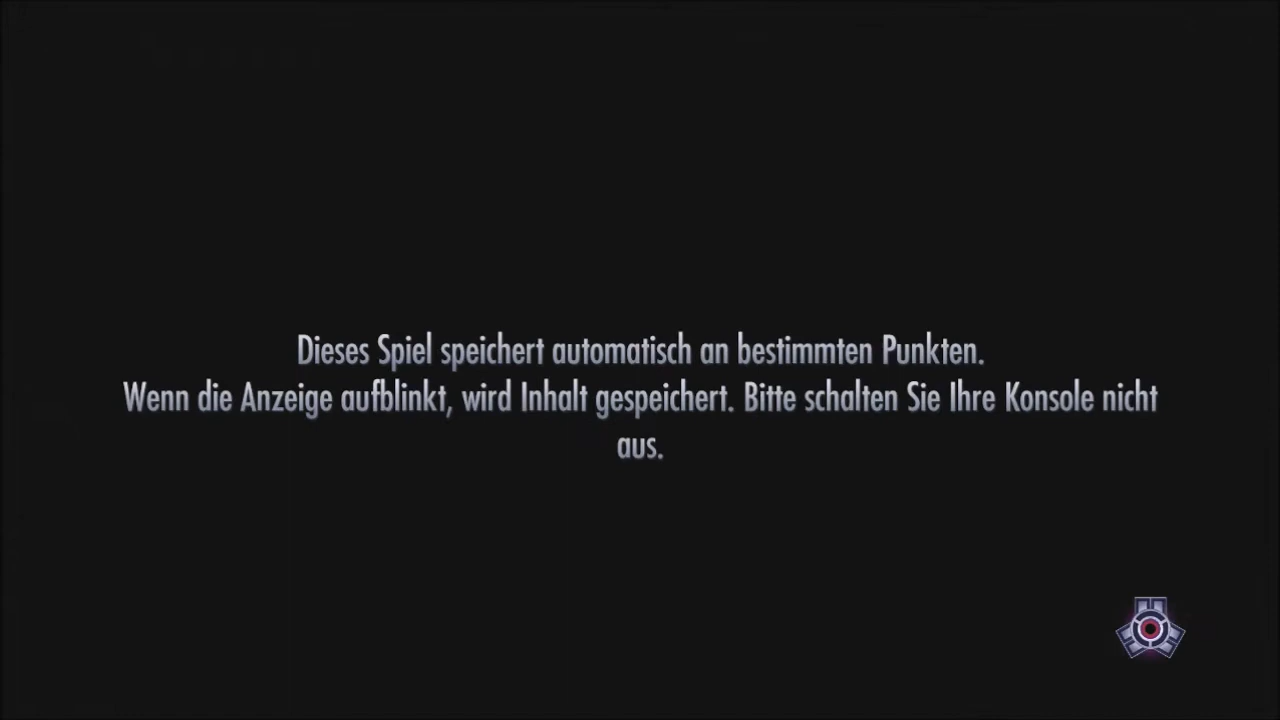 Dieses Spiel speichert automatisch an bestimmten Punkten.
Wenn die Anzeige aufblinkt, wird Inhalt gespeichert. Bitte schalten Sie Ihre Konsole nicht
aus.